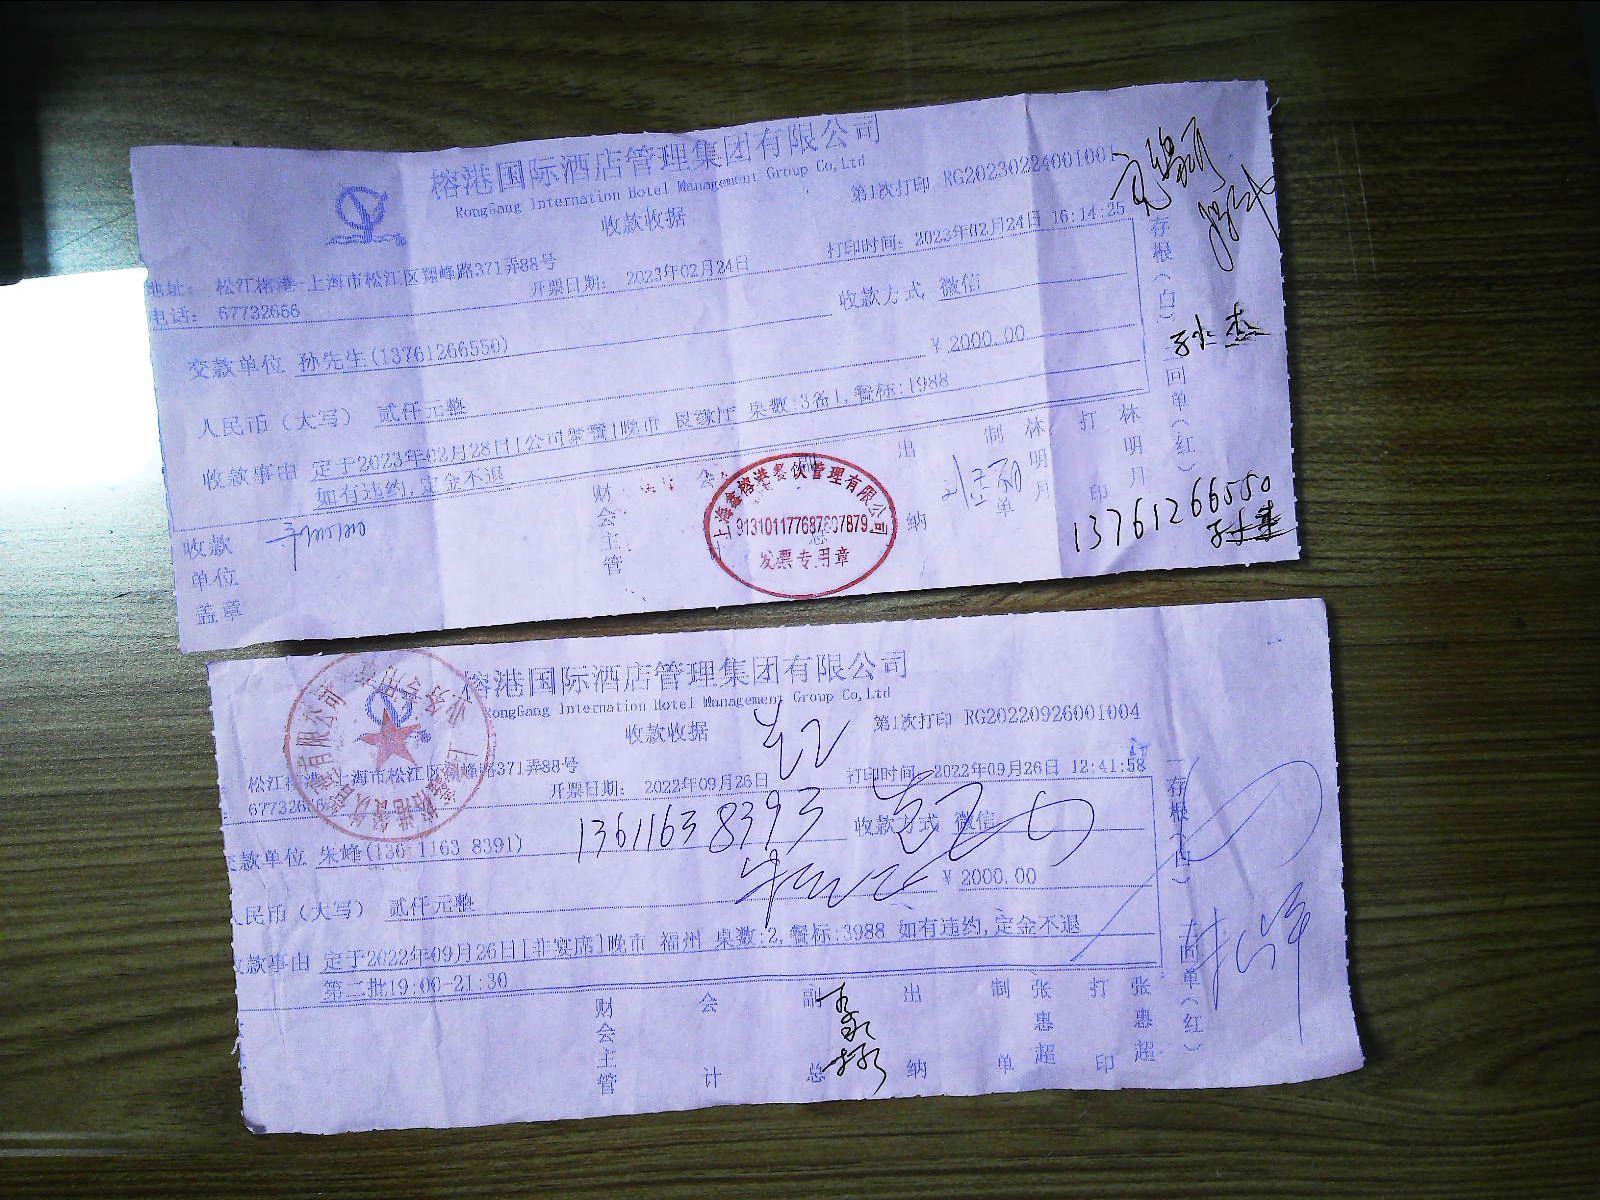 榕港国际酒店管理集团有限公司
RongGang Internation Hotel Management Group Co,Ltd
收款收据
第1次打印 RG20230224001001
地址: 松江榕港-上海市松江区翔峰路371弄88号
电话: 67732666
开票日期: 2023年02月24日
打印时间: 2023年02月24日 16:14:25
交款单位 孙先生(13761266550)
收款方式 微信
人民币（大写） 贰仟元整
¥ 2000.00
收款事由 定于2023年02月28日[公司聚餐]晚市 良缘厅 桌数:3备1,餐标:1988
如有违约,定金不退
收款单位盖章
财会主管
出纳
制单 林明月
打印 林明月
存根（白）
回单（红）
上海鑫榕港餐饮管理有限公司
发票专用章
13761266550
榕港国际酒店管理集团有限公司
RongGang Internation Hotel Management Group Co,Ltd
收款收据
第1次打印 RG20220926001004
松江榕港-上海市松江区翔峰路371弄88号
开票日期: 2022年09月26日
打印时间: 2022年09月26日 12:41:58
交款单位 朱峰(136 1163 8391)
13611638393
收款方式 微信
人民币（大写） 贰仟元整
¥ 2000.00
收款事由 定于2022年09月26日[非宴席]晚市 福州 桌数:2,餐标:3988 如有违约,定金不退
第二批19:00-21:30
财会主管
会计
副总
出纳
制单 张惠超
打印 张惠超
存根（白）
回单（红）